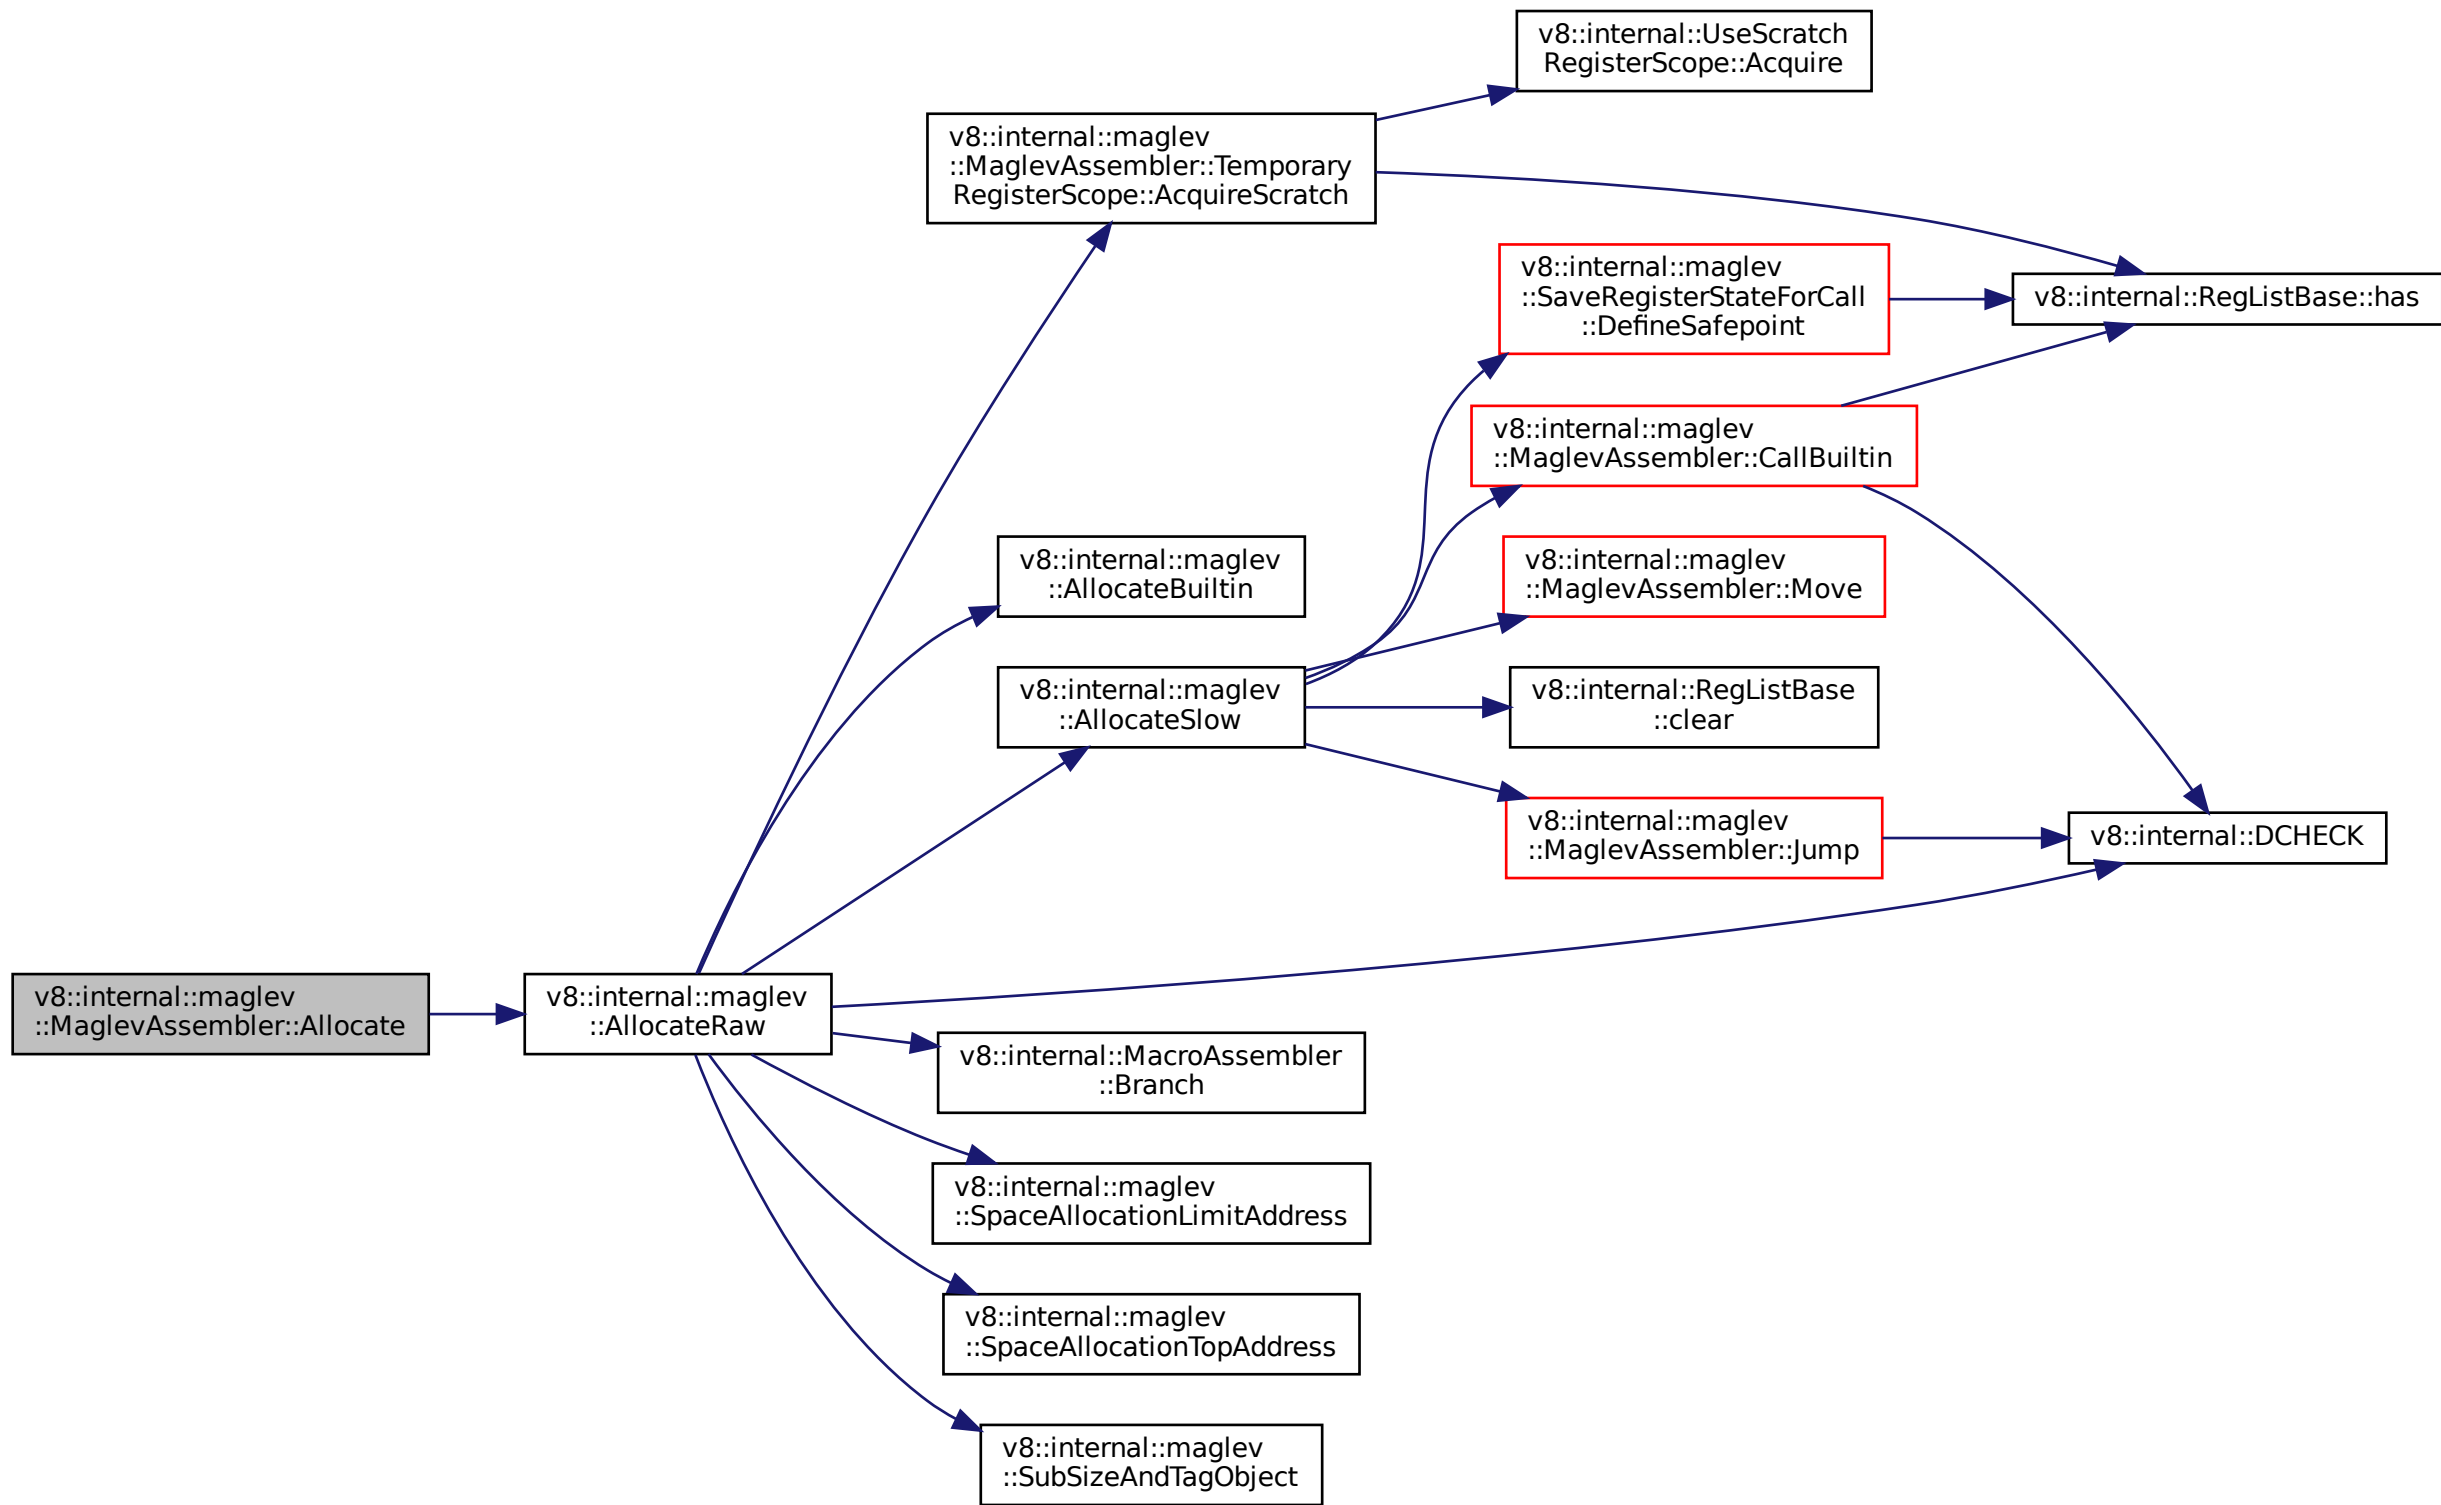 v8::internal::UseScratch
RegisterScope::Acquire
v8::internal::maglev
::MaglevAssembler::Temporary
RegisterScope::AcquireScratch
v8::internal::maglev
::SaveRegisterStateForCall
::DefineSafepoint
v8::internal::RegListBase::has
v8::internal::maglev
::MaglevAssembler::CallBuiltin
v8::internal::maglev
::AllocateBuiltin
v8::internal::maglev
::MaglevAssembler::Move
v8::internal::maglev
::AllocateSlow
v8::internal::RegListBase
::clear
v8::internal::maglev
::MaglevAssembler::Jump
v8::internal::DCHECK
v8::internal::maglev
::MaglevAssembler::Allocate
v8::internal::maglev
::AllocateRaw
v8::internal::MacroAssembler
::Branch
v8::internal::maglev
::SpaceAllocationLimitAddress
v8::internal::maglev
::SpaceAllocationTopAddress
v8::internal::maglev
::SubSizeAndTagObject